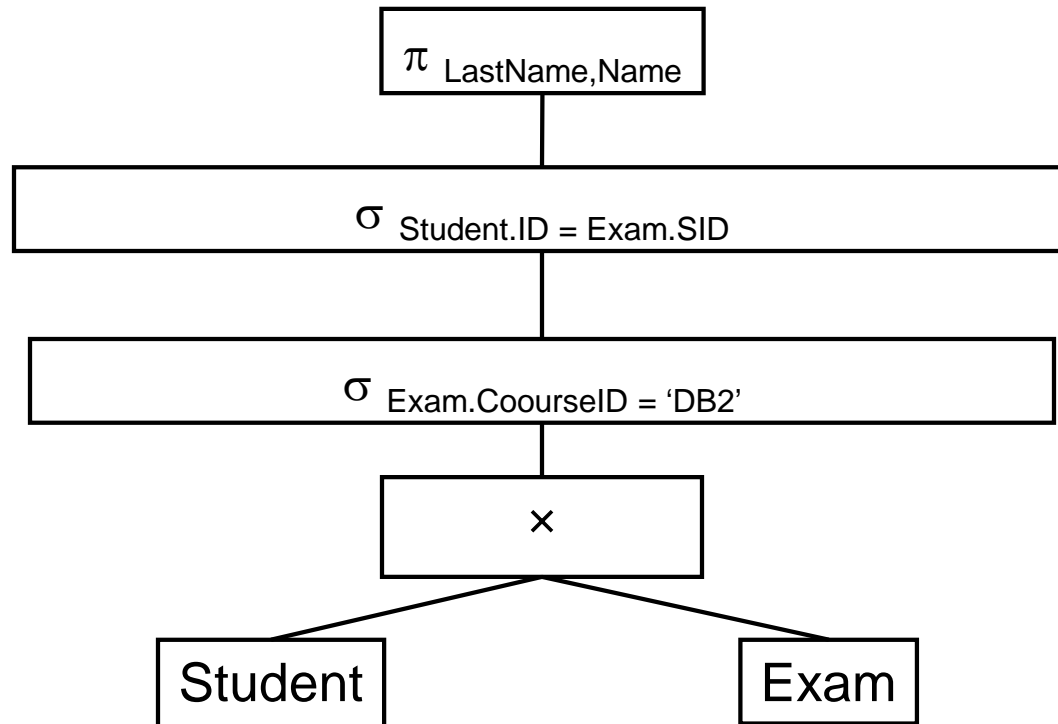 π LastName,Name
σ Student.ID = Exam.SID
σ Exam.CoourseID = ‘DB2’
×
Student
Exam